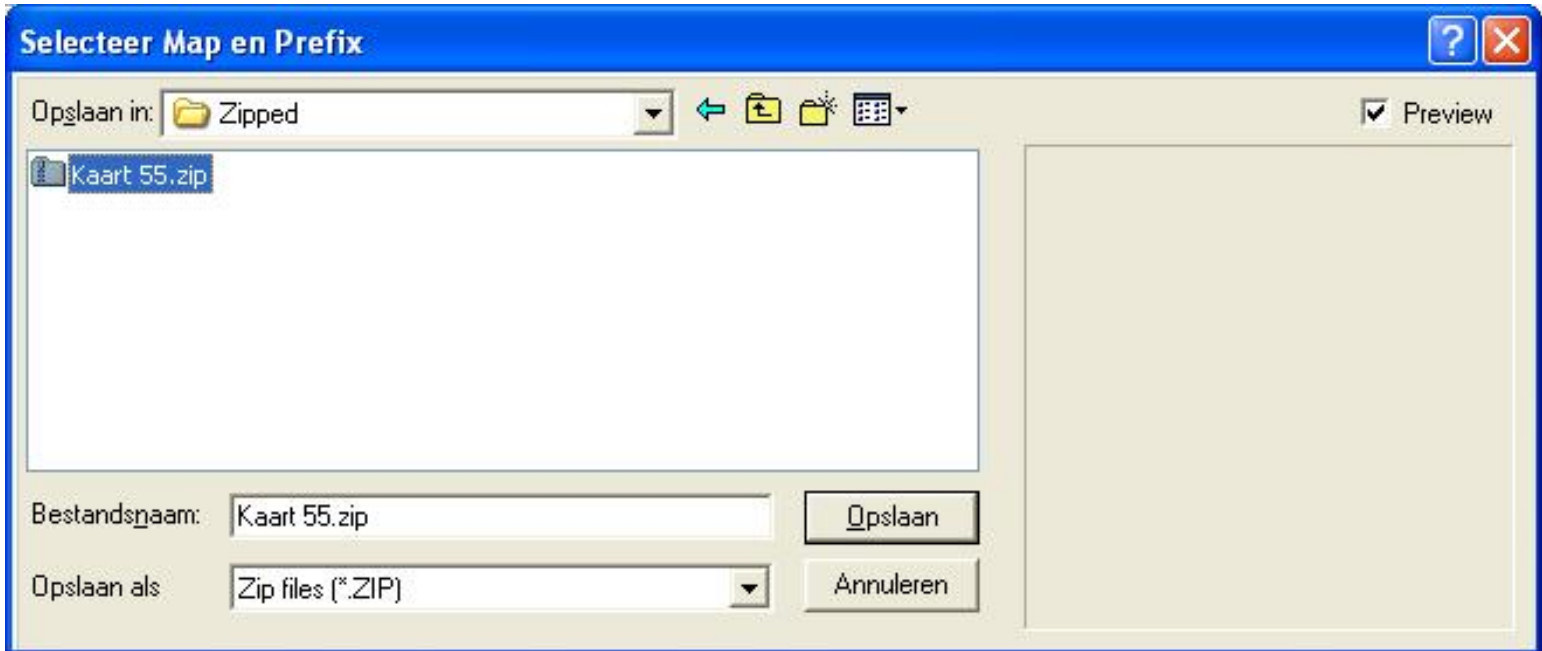 Selecteer Map en Prefix
Opslaan in: Zipped Preview
Kaart 55.zip
Bestandsnaam: Kaart 55.zip Opslaan
Opslaan als Zip files (*.ZIP) Annuleren